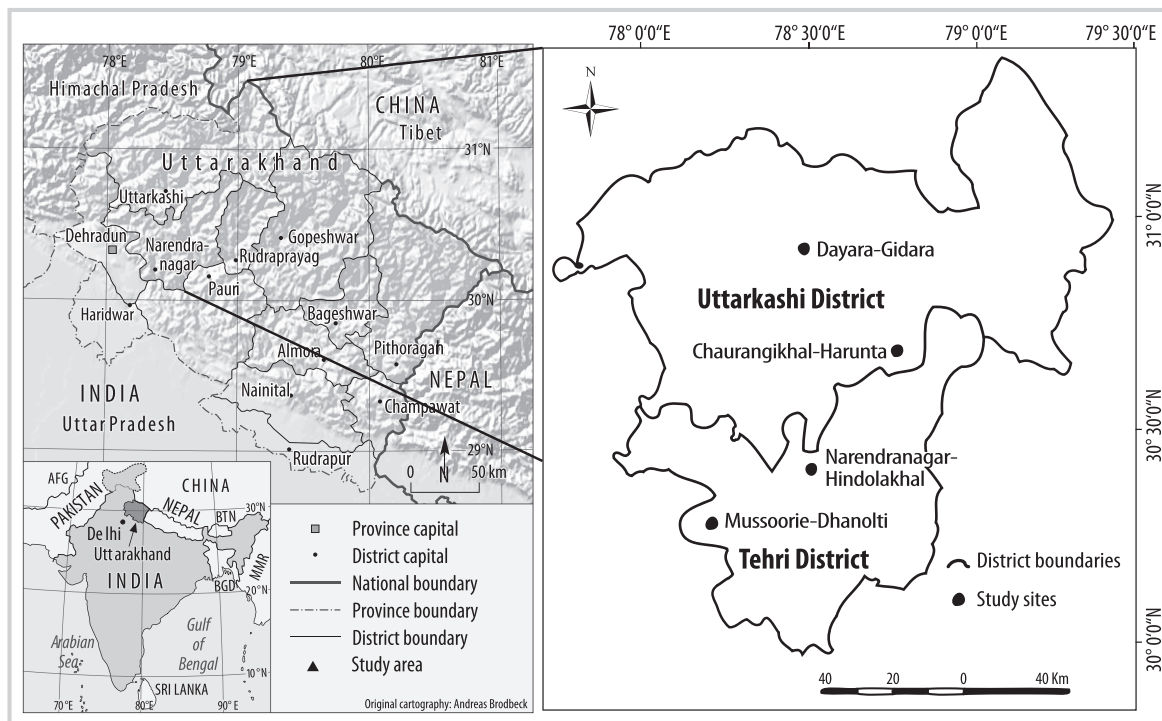 78°E
79°E
80°E
81°E
Himachal Pradesh
CHINA
Tibet
31°N
Uttarakhand
Uttarkashi
Dehradun
Narendra-
nagar
Gopeshwar
Rudraprayag
Pauri
30°N
Haridwar
Bageshwar
Almora
Pithoragah
NEPAL
INDIA
Uttar Pradesh
Nainital
Champawat
29°N
Rudrapur
N
0 50 km
AFG
PAKISTAN
CHINA
NEPAL
BTN
30°N
Delhi
Uttarakhand
INDIA
BGD
MMR
20°N
Arabian
Sea
Gulf
of
Bengal
10°N
SRI LANKA
70°E
80°E
90°E
Province capital
District capital
National boundary
Province boundary
District boundary
Study area
Original cartography: Andreas Brodbeck
78°0'0"E
78°30'0"E
79°0'0"E
79°30'0"E
N
31°0'0"N
Dayara-Gidara
Uttarkashi District
Chaurangikhal-Harunta
30°30'0"N
Narendranagar-
Hindolakhal
Mussoorie-Dhanolti
Tehri District
District boundaries
Study sites
30°0'0"N
40 20 0 40 Km